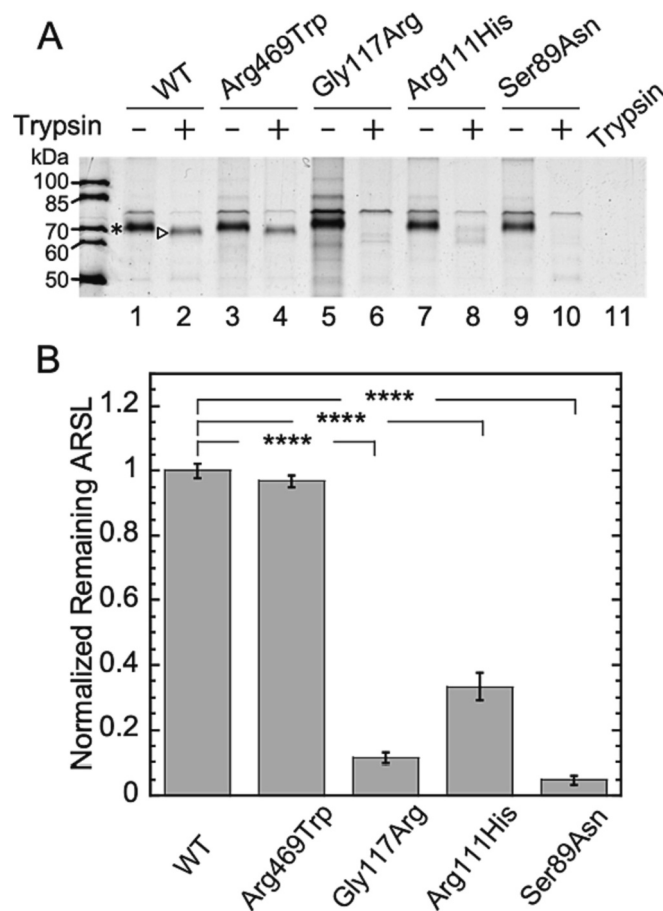 A
WT Arg469Trp Gly117Arg Arg111His Ser89Asn Trypsin
Trypsin − + − + − + − + − +
kDa
100
85
* 70
60
50
1 2 3 4 5 6 7 8 9 10 11
B
****
****
****
Normalized Remaining ARSL
1.2
1
0.8
0.6
0.4
0.2
0
WT Arg469Trp Gly117Arg Arg111His Ser89Asn